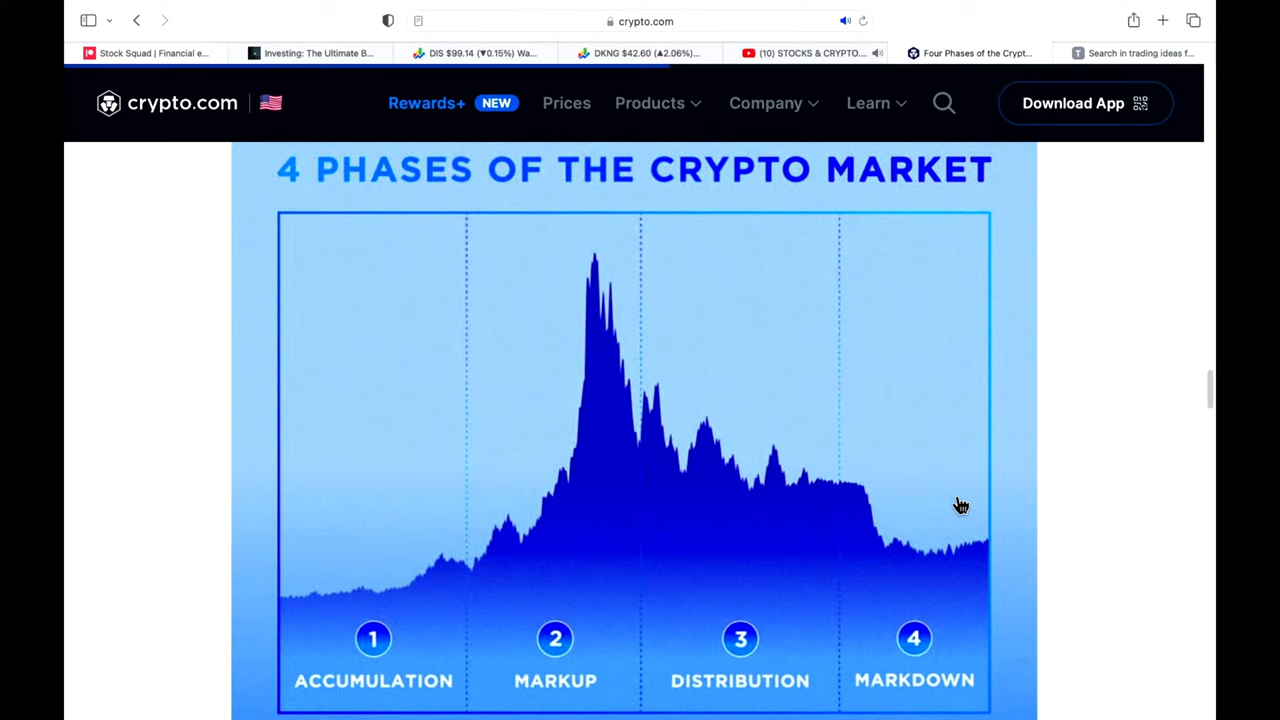 crypto.com
Stock Squad | Financial e...
Investing: The Ultimate B...
DIS $99.14 (▼0.15%) Wa...
DKNG $42.60 (▲2.06%)...
(10) STOCKS & CRYPTO....
Four Phases of the Crypt...
T Search in trading ideas f...
crypto.com
Rewards+ NEW Prices Products Company Learn Download App
4 PHASES OF THE CRYPTO MARKET
1 2 3 4
ACCUMULATION MARKUP DISTRIBUTION MARKDOWN